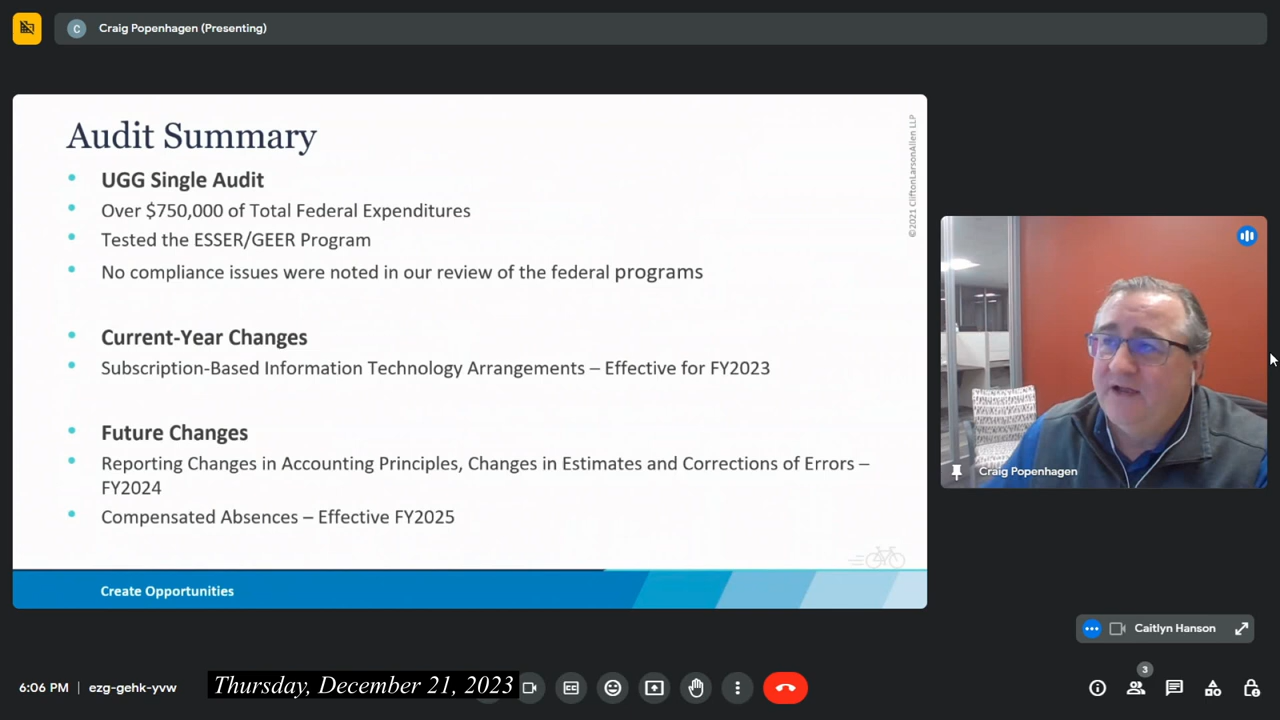 C Craig Popenhagen (Presenting)
Audit Summary
©2021 CliftonLarsonAllen LLP
UGG Single Audit
Over $750,000 of Total Federal Expenditures
Tested the ESSER/GEER Program
No compliance issues were noted in our review of the federal programs
Current-Year Changes
Subscription-Based Information Technology Arrangements – Effective for FY2023
Future Changes
Reporting Changes in Accounting Principles, Changes in Estimates and Corrections of Errors –
FY2024
Compensated Absences – Effective FY2025
Create Opportunities
Craig Popenhagen
Caitlyn Hanson
6:06 PM | ezg-gehk-yvw
Thursday, December 21, 2023
CC
3